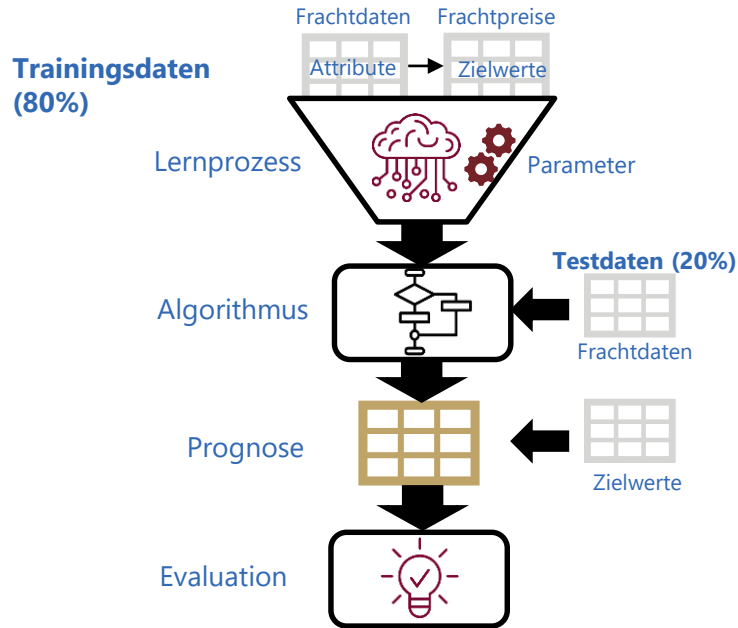 Frachtdaten
Frachtpreise
Trainingsdaten
(80%)
Attribute
Zielwerte
Lernprozess
Parameter
Testdaten (20%)
Algorithmus
Frachtdaten
Prognose
Zielwerte
Evaluation